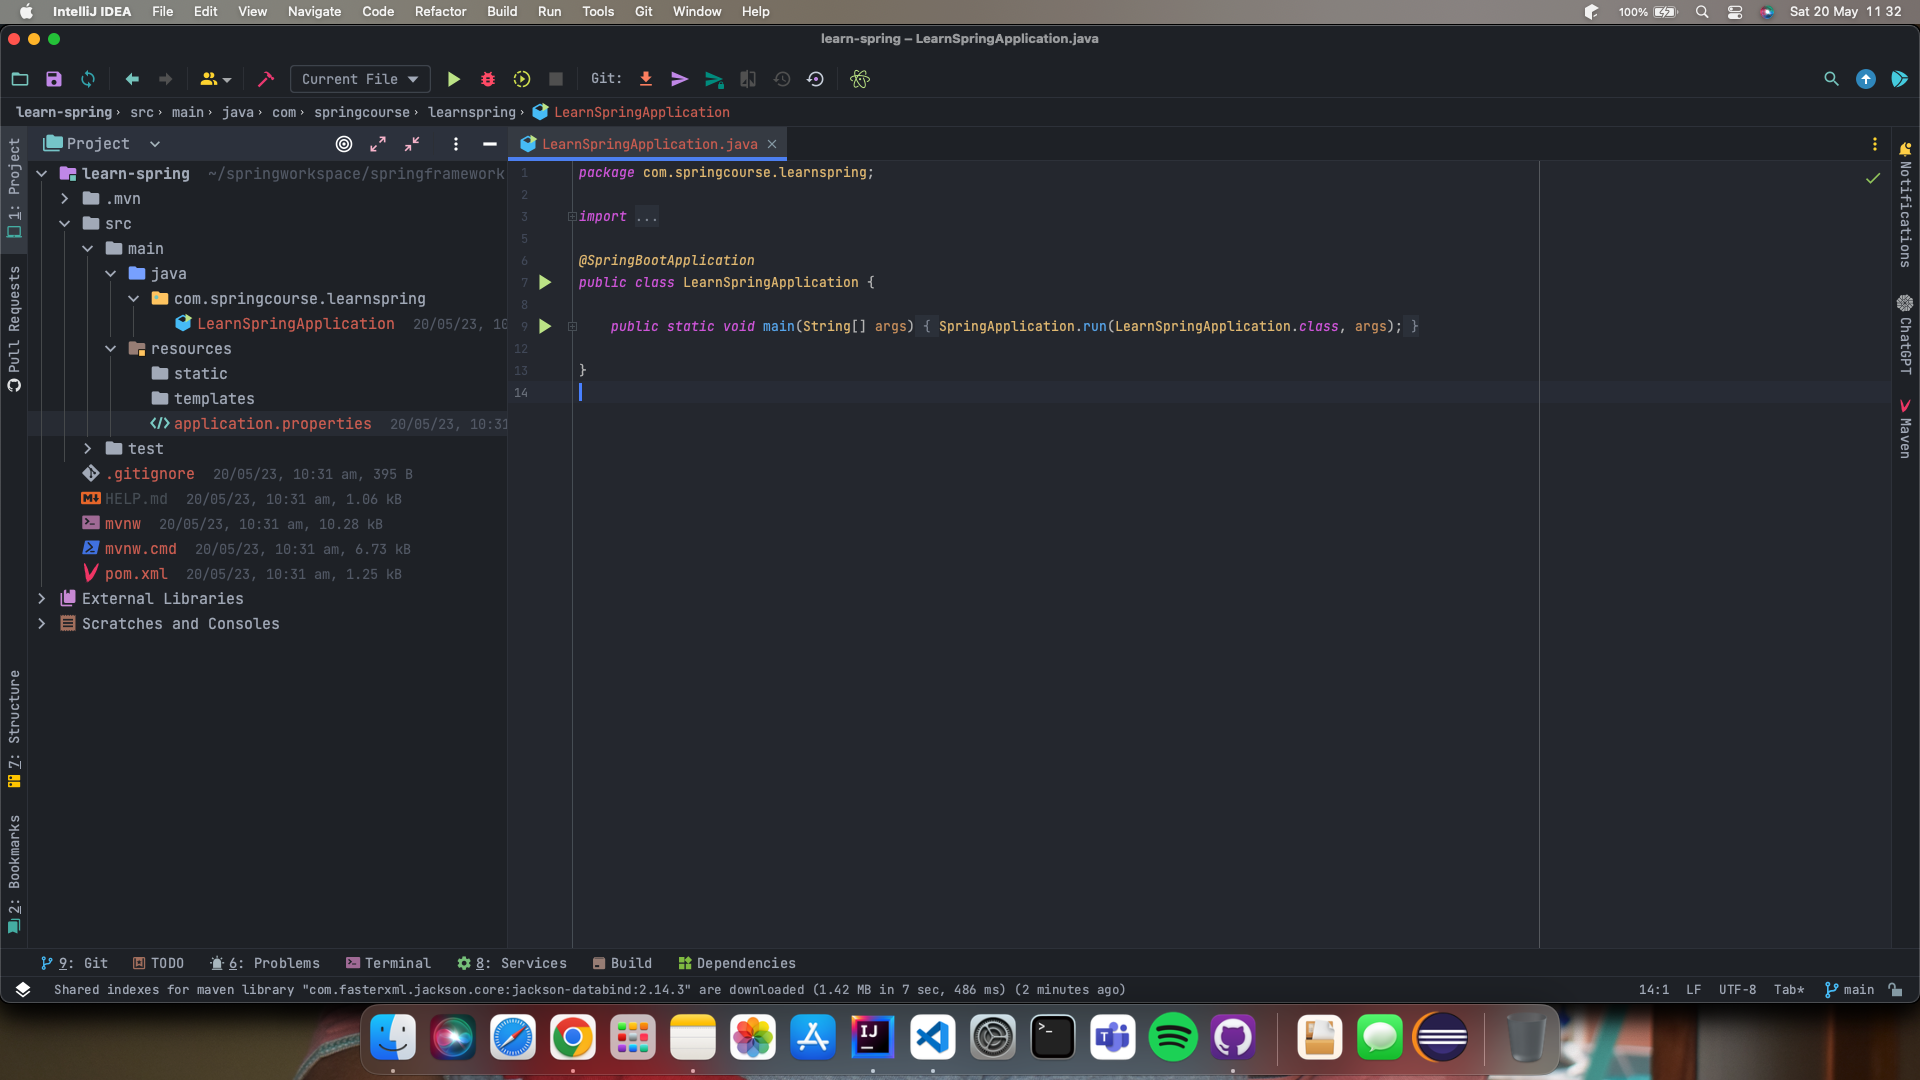 IntelliJ IDEA File Edit View Navigate Code Refactor Build Run Tools Git Window Help 100% Sat 20 May 11 32
learn-spring – LearnSpringApplication.java
Current File Git:
learn-spring › src › main › java › com › springcourse › learnspring › LearnSpringApplication
1: Project
Pull Requests
7: Structure
2: Bookmarks
Project
learn-spring ~/springworkspace/springframework
.mvn
src
main
java
com.springcourse.learnspring
LearnSpringApplication 20/05/23, 10
resources
static
templates
application.properties 20/05/23, 10:31
test
.gitignore 20/05/23, 10:31 am, 395 B
HELP.md 20/05/23, 10:31 am, 1.06 kB
mvnw 20/05/23, 10:31 am, 10.28 kB
mvnw.cmd 20/05/23, 10:31 am, 6.73 kB
pom.xml 20/05/23, 10:31 am, 1.25 kB
External Libraries
Scratches and Consoles
LearnSpringApplication.java
1 package com.springcourse.learnspring;
2
3 import ...
5
6 @SpringBootApplication
7 public class LearnSpringApplication {
8
9 public static void main(String[] args) { SpringApplication.run(LearnSpringApplication.class, args); }
12
13 }
14
Notifications
ChatGPT
Maven
9: Git TODO 6: Problems Terminal 8: Services Build Dependencies
Shared indexes for maven library "com.fasterxml.jackson.core:jackson-databind:2.14.3" are downloaded (1.42 MB in 7 sec, 486 ms) (2 minutes ago) 14:1 LF UTF-8 Tab* main
IJ